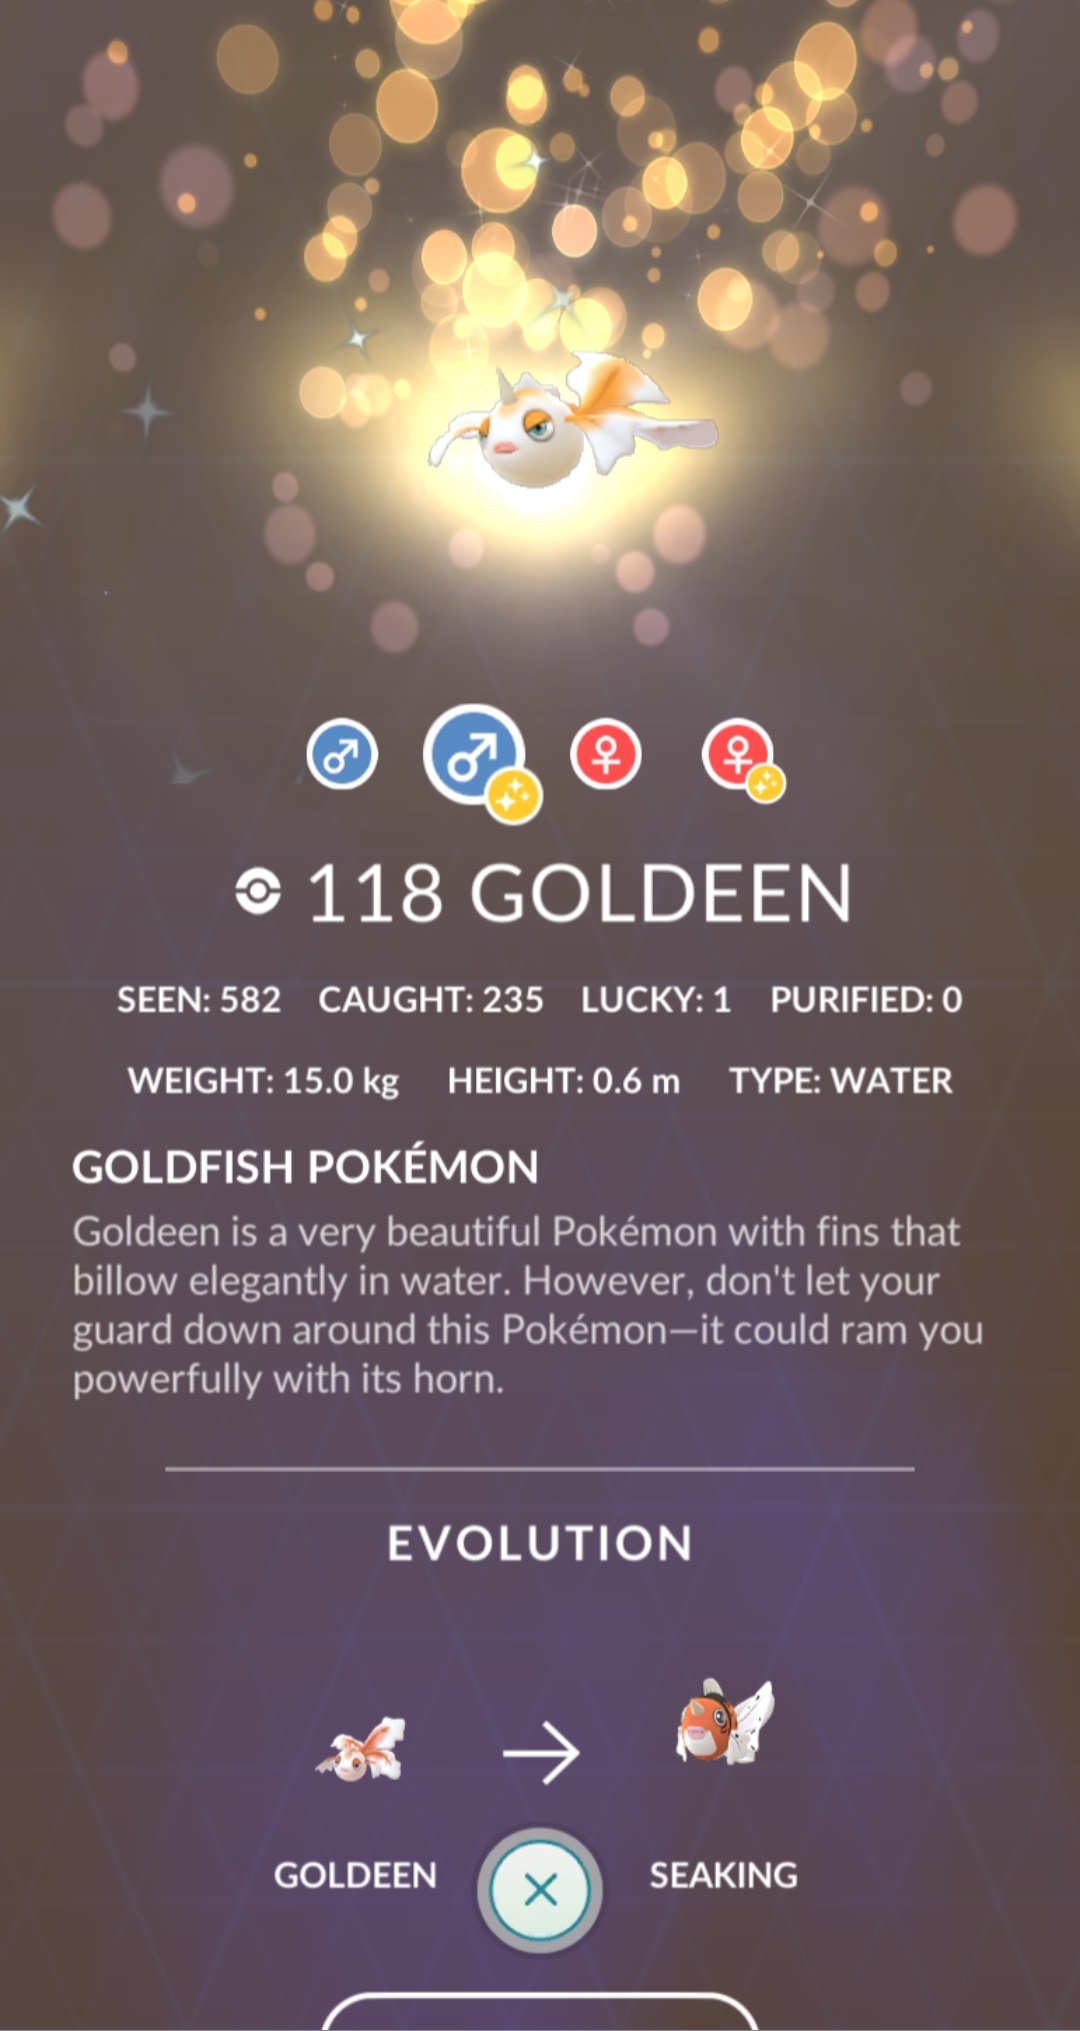 118 GOLDEEN
SEEN: 582 CAUGHT: 235 LUCKY: 1 PURIFIED: 0
WEIGHT: 15.0 kg HEIGHT: 0.6 m TYPE: WATER
GOLDFISH POKÉMON
Goldeen is a very beautiful Pokémon with fins that
billow elegantly in water. However, don't let your
guard down around this Pokémon—it could ram you
powerfully with its horn.
EVOLUTION
GOLDEEN SEAKING